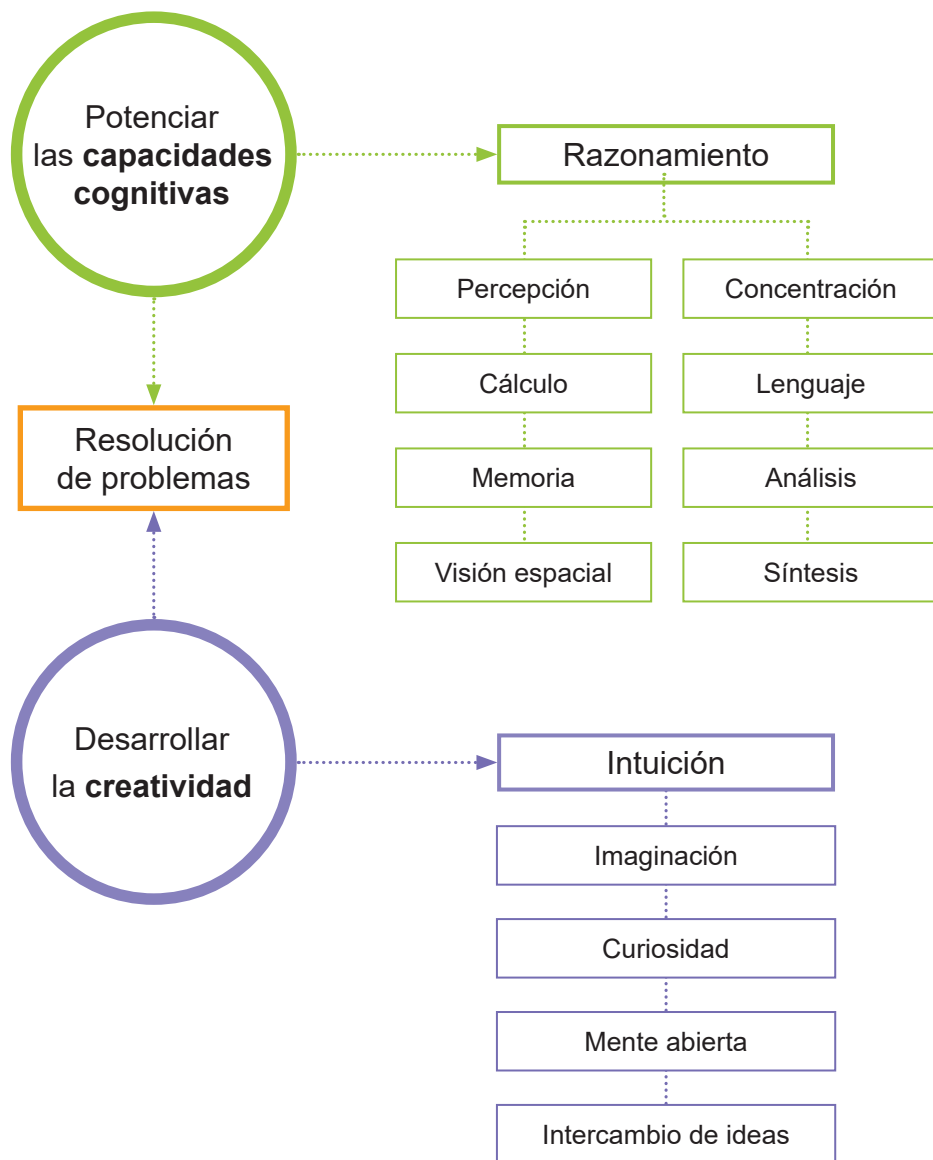 Potenciar
las capacidades
cognitivas
Razonamiento
Percepción
Concentración
Cálculo
Lenguaje
Memoria
Análisis
Visión espacial
Síntesis
Resolución
de problemas
Desarrollar
la creatividad
Intuición
Imaginación
Curiosidad
Mente abierta
Intercambio de ideas